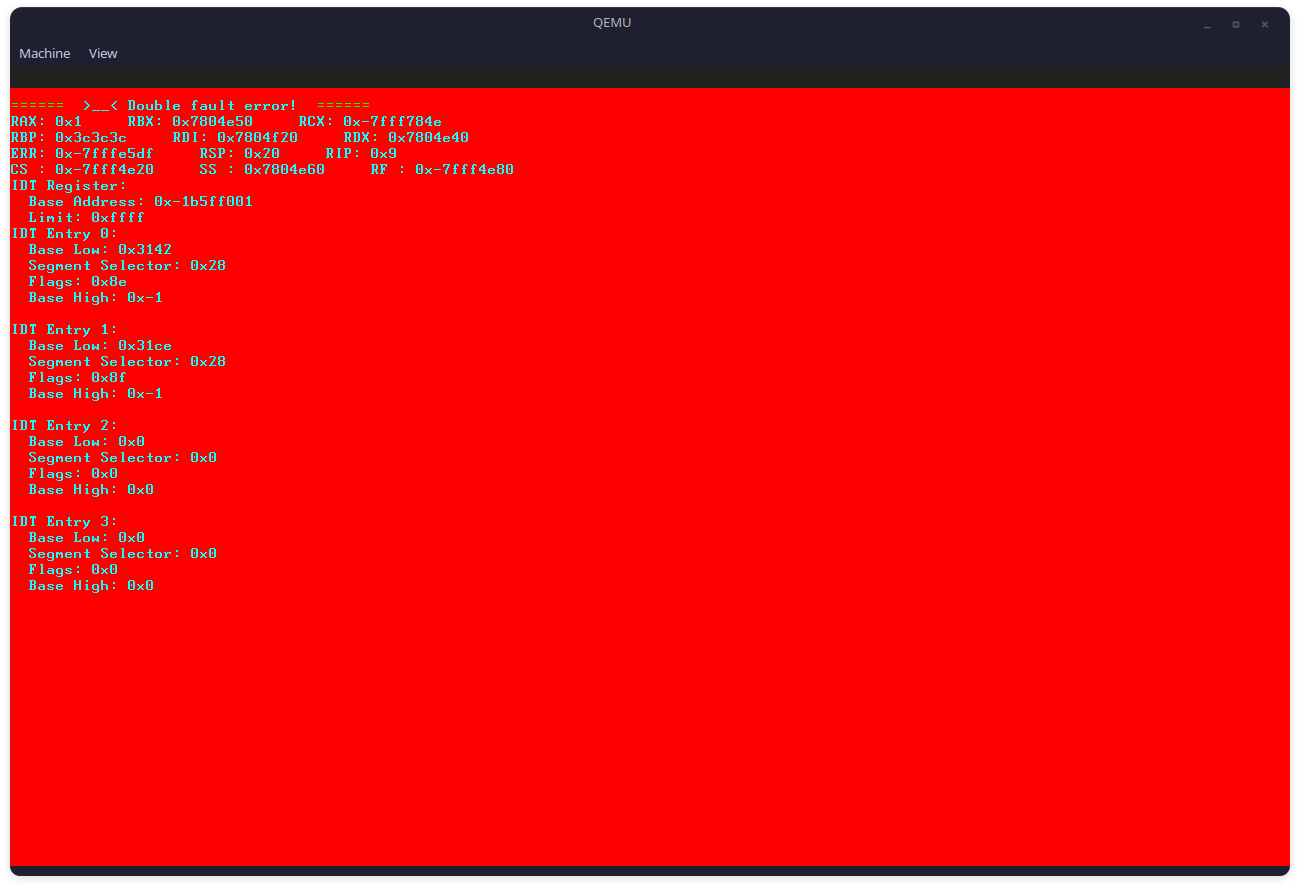 QEMU
Machine View
====== >__< Double fault error! ======
RAX: 0x1 RBX: 0x7804e50 RCX: 0x-7fff784e
RBP: 0x3c3c3c RDI: 0x7804f20 RDX: 0x7804e40
ERR: 0x-7fffe5df RSP: 0x20 RIP: 0x9
CS : 0x-7fff4e20 SS : 0x7804e60 RF : 0x-7fff4e80
IDT Register:
Base Address: 0x-1b5ff001
Limit: 0xffff
IDT Entry 0:
Base Low: 0x3142
Segment Selector: 0x28
Flags: 0x8e
Base High: 0x-1
IDT Entry 1:
Base Low: 0x31ce
Segment Selector: 0x28
Flags: 0x8f
Base High: 0x-1
IDT Entry 2:
Base Low: 0x0
Segment Selector: 0x0
Flags: 0x0
Base High: 0x0
IDT Entry 3:
Base Low: 0x0
Segment Selector: 0x0
Flags: 0x0
Base High: 0x0